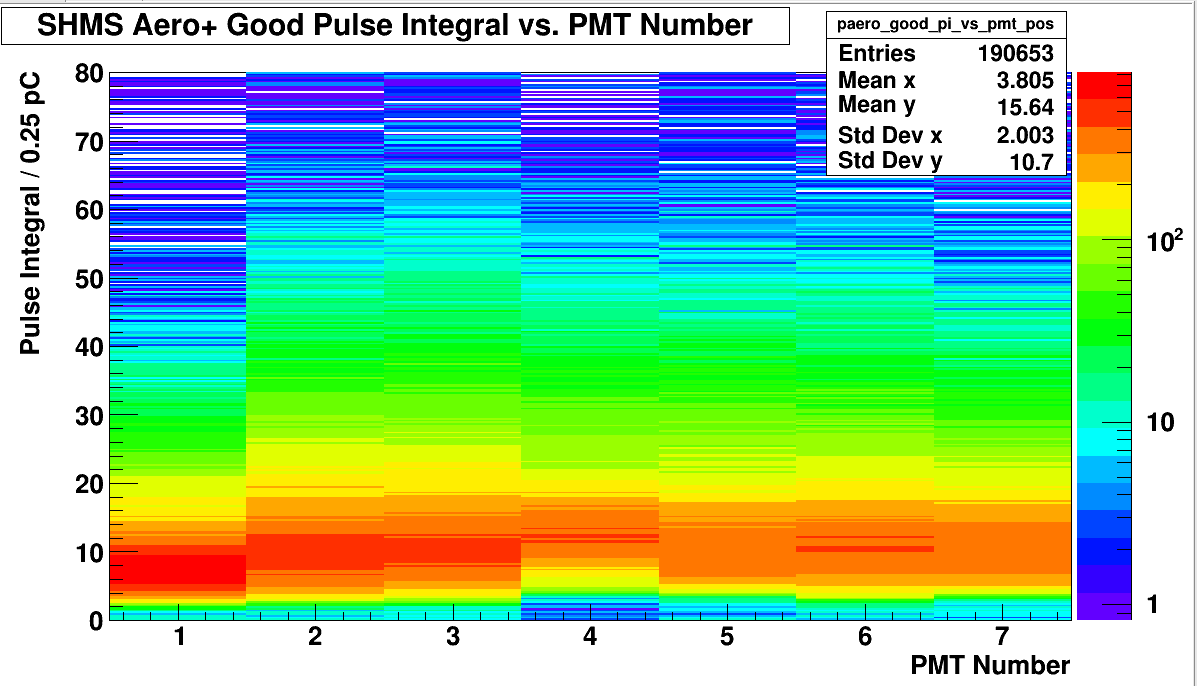 SHMS Aero+ Good Pulse Integral vs. PMT Number
paero_good_pi_vs_pmt_pos
Entries 190653
Mean x 3.805
Mean y 15.64
Std Dev x 2.003
Std Dev y 10.7
Pulse Integral / 0.25 pC
80
70
60
50
40
30
20
10
0
1 2 3 4 5 6 7
PMT Number
10²
10
1